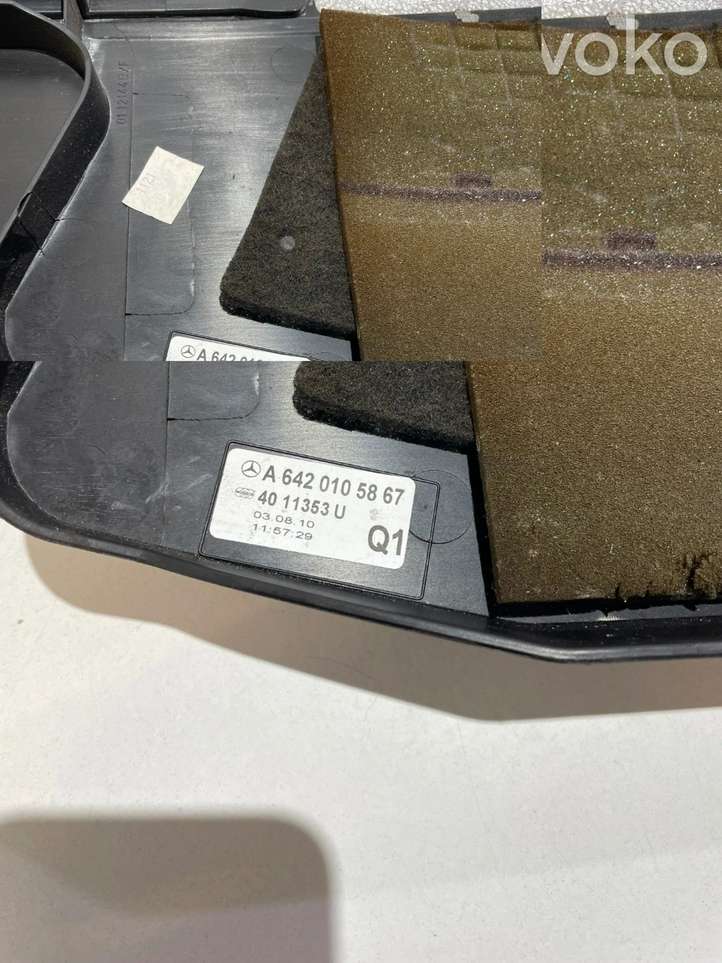 voko
A 642 010 58 67
40 11353 U
03.08.10
11:57:29
Q1